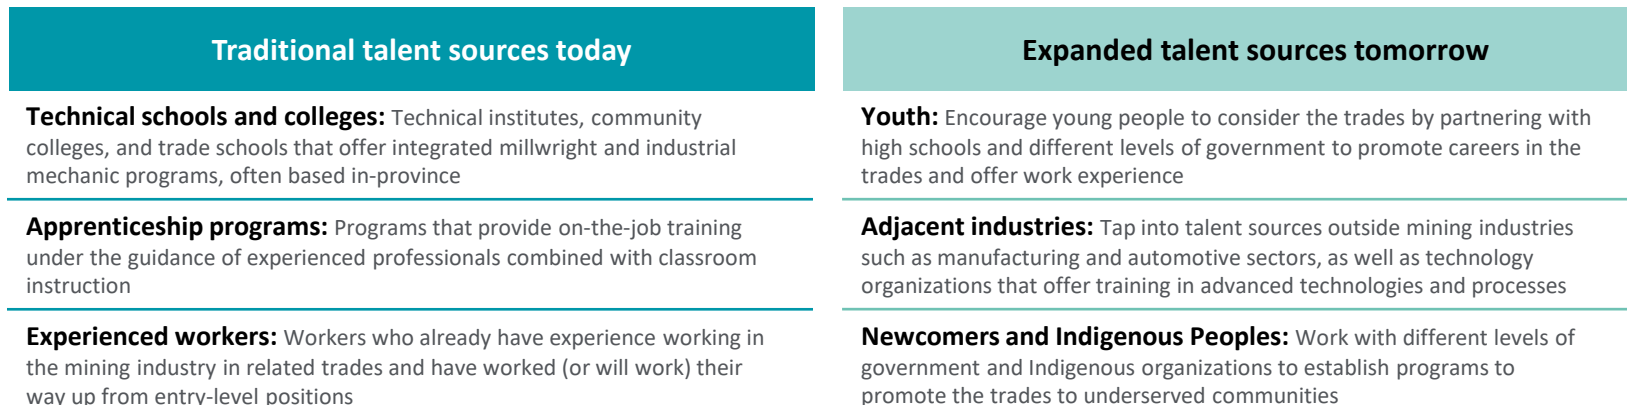 Traditional talent sources today
Technical schools and colleges: Technical institutes, community
colleges, and trade schools that offer integrated millwright and industrial
mechanic programs, often based in-province
Apprenticeship programs: Programs that provide on-the-job training
under the guidance of experienced professionals combined with classroom
instruction
Experienced workers: Workers who already have experience working in
the mining industry in related trades and have worked (or will work) their
way up from entry-level positions
Expanded talent sources tomorrow
Youth: Encourage young people to consider the trades by partnering with
high schools and different levels of government to promote careers in the
trades and offer work experience
Adjacent industries: Tap into talent sources outside mining industries
such as manufacturing and automotive sectors, as well as technology
organizations that offer training in advanced technologies and processes
Newcomers and Indigenous Peoples: Work with different levels of
government and Indigenous organizations to establish programs to
promote the trades to underserved communities